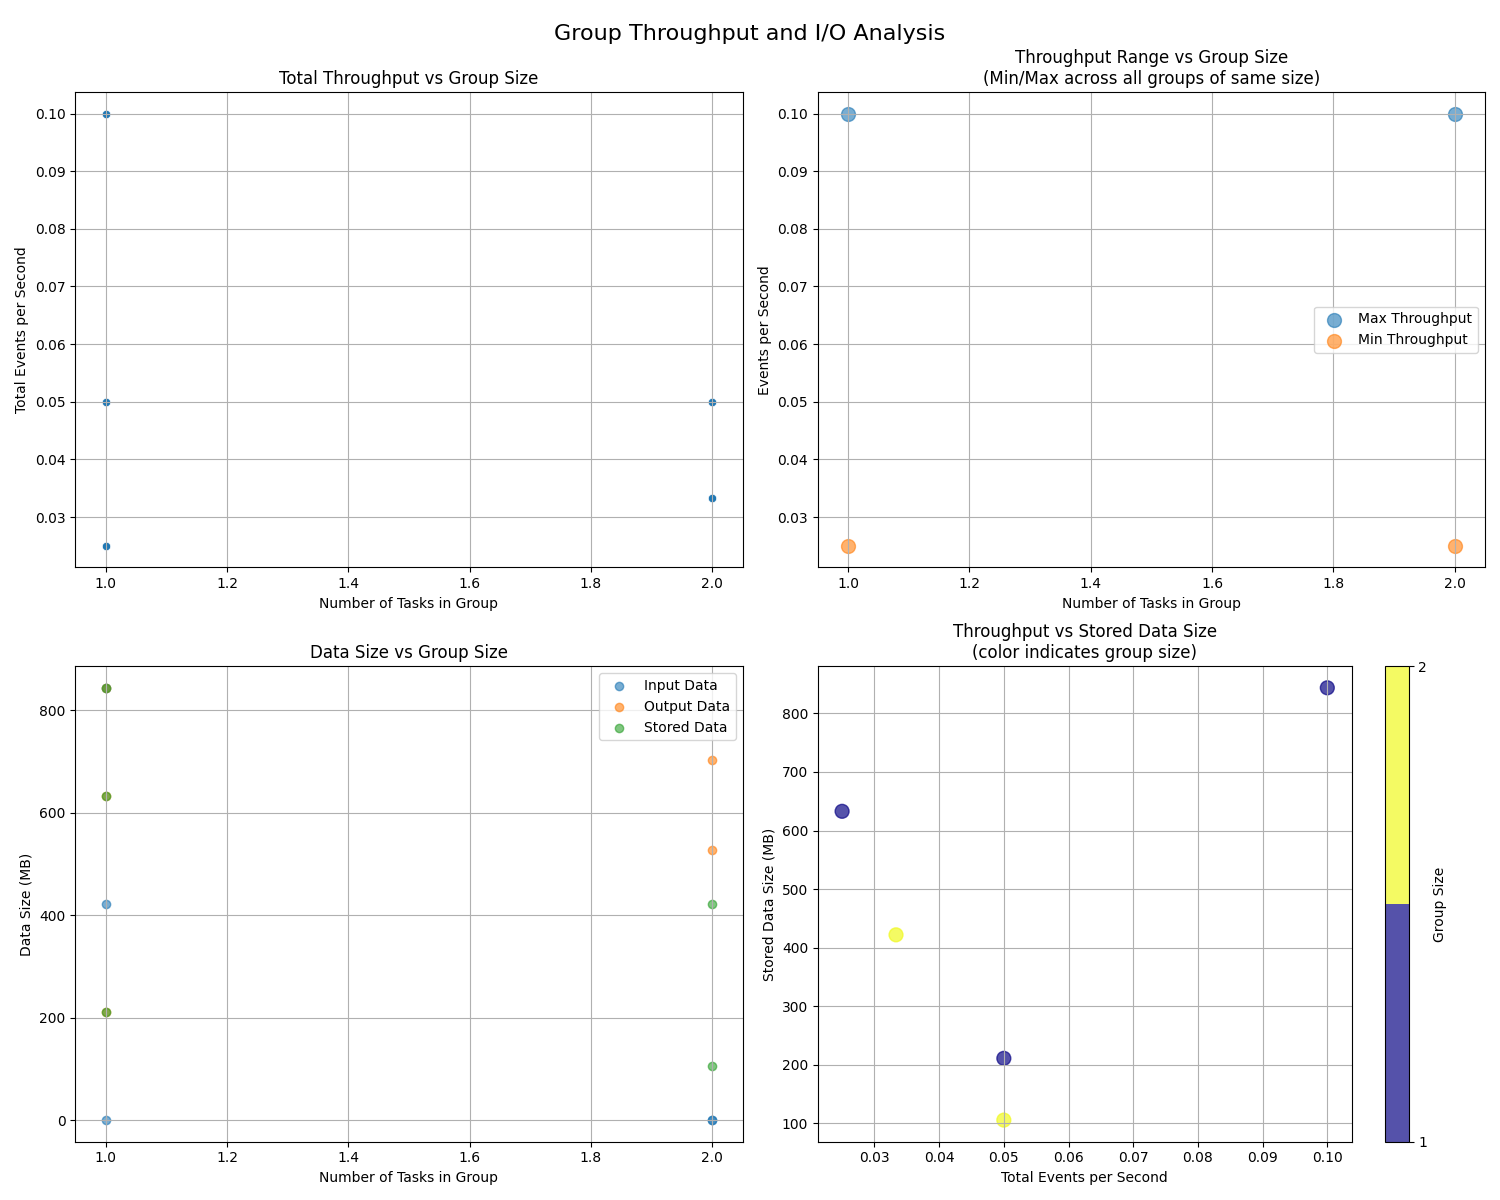 Group Throughput and I/O Analysis
Total Throughput vs Group Size
0.10
0.09
0.08
0.07
0.06
0.05
0.04
0.03
Total Events per Second
1.0 1.2 1.4 1.6 1.8 2.0
Number of Tasks in Group
Throughput Range vs Group Size
(Min/Max across all groups of same size)
0.10
0.09
0.08
0.07
0.06
0.05
0.04
0.03
Events per Second
Max Throughput
Min Throughput
1.0 1.2 1.4 1.6 1.8 2.0
Number of Tasks in Group
Data Size vs Group Size
800
600
400
200
0
Data Size (MB)
Input Data
Output Data
Stored Data
1.0 1.2 1.4 1.6 1.8 2.0
Number of Tasks in Group
Throughput vs Stored Data Size
(color indicates group size)
800
700
600
500
400
300
200
100
Stored Data Size (MB)
0.03 0.04 0.05 0.06 0.07 0.08 0.09 0.10
Total Events per Second
2
1
Group Size